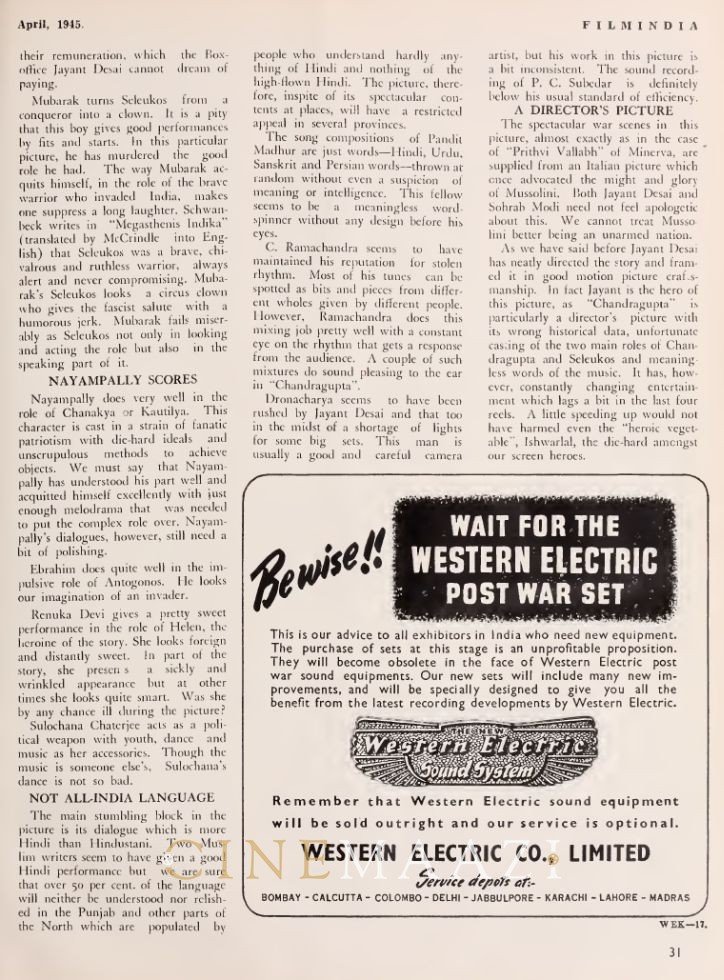 April, 1945.
FILMINDIA
their remuneration, which the Box-
office Jayant Desai cannot dream of
paying.
Mubarak turns Seleukos from a
conqueror into a clown. It is a pity
that this boy gives good performances
by fits and starts. In this particular
picture, he has murdered the good
role he had. The way Mubarak ac-
quits himself, in the role of the brave
warrior who invaded India, makes
one suppress a long laughter. Schwan-
beck writes in "Megasthenis Indika"
(translated by McCrindle into Eng-
lish) that Seleukos was a brave, chi-
valrous and ruthless warrior, always
alert and never compromising. Muba-
rak's Seleukos looks a circus clown
who gives the fascist salute with a
humorous jerk. Mubarak fails miser-
ably as Seleukos not only in looking
and acting the role but also in the
speaking part of it.
NAYAMPALLY SCORES
Nayampally does very well in the
role of Chanakya or Kautilya. This
character is cast in a strain of fanatic
patriotism with die-hard ideals and
unscrupulous methods to achieve
objects. We must say that Nayam-
pally has understood his part well and
acquitted himself excellently with just
enough melodrama that was needed
to put the complex role over. Nayam-
pally's dialogues, however, still need a
bit of polishing.
Ebrahim does quite well in the im-
pulsive role of Antogonos. He looks
our imagination of an invader.
Renuka Devi gives a pretty sweet
performance in the role of Helen, the
heroine of the story. She looks foreign
and distantly sweet. In part of the
story, she presen s a sickly and
wrinkled appearance but at other
times she looks quite smart. Was she
by any chance ill during the picture?
Sulochana Chaterjee acts as a poli-
tical weapon with youth, dance and
music as her accessories. Though the
music is someone else's, Sulochana's
dance is not so bad.
NOT ALL-INDIA LANGUAGE
The main stumbling block in the
picture is its dialogue which is more
Hindi than Hindustani. Two Mus-
lim writers seem to have given a good
Hindi performance but we are sure
that over 50 per cent. of the language
will neither be understood nor relish-
ed in the Punjab and other parts of
the North which are populated by
people who understand hardly any-
thing of Hindi and nothing of the
high-flown Hindi. The picture, there-
fore, inspite of its spectacular con-
tents at places, will have a restricted
appeal in several provinces.
The song compositions of Pandit
Madhur are just words—Hindi, Urdu,
Sanskrit and Persian words—thrown at
random without even a suspicion of
meaning or intelligence. This fellow
seems to be a meaningless word-
spinner without any design before his
eyes.
C. Ramachandra seems to have
maintained his reputation for stolen
rhythm. Most of his tunes can be
spotted as bits and pieces from differ-
ent wholes given by different people.
However, Ramachandra does this
mixing job pretty well with a constant
eye on the rhythm that gets a response
from the audience. A couple of such
mixtures do sound pleasing to the ear
in "Chandragupta".
Dronacharya seems to have been
rushed by Jayant Desai and that too
in the midst of a shortage of lights
for some big sets. This man is
usually a good and careful camera
artist, but his work in this picture is
a bit inconsistent. The sound record-
ing of P. C. Subedar is definitely
below his usual standard of efficiency.
A DIRECTOR'S PICTURE
The spectacular war scenes in this
picture, almost exactly as in the case
of "Prithvi Vallabh" of Minerva, are
supplied from an Italian picture which
once advocated the might and glory
of Mussolini. Both Jayant Desai and
Sohrab Modi need not feel apologetic
about this. We cannot treat Musso-
lini better being an unarmed nation.
As we have said before Jayant Desai
has neatly directed the story and fram-
ed it in good motion picture crafts-
manship. In fact Jayant is the hero of
this picture, as "Chandragupta" is
particularly a director's picture with
its wrong historical data, unfortunate
casting of the two main roles of Chan-
dragupta and Seleukos and meaning-
less words of the music. It has, how-
ever, constantly changing entertain-
ment which lags a bit in the last four
reels. A little speeding up would not
have harmed even the "heroic veget-
able", Ishwarlal, the die-hard amongst
our screen heroes.
Be wise!!
WAIT FOR THE
WESTERN ELECTRIC
POST WAR SET
This is our advice to all exhibitors in India who need new equipment.
The purchase of sets at this stage is an unprofitable proposition.
They will become obsolete in the face of Western Electric post
war sound equipments. Our new sets will include many new im-
provements, and will be specially designed to give you all the
benefit from the latest recording developments by Western Electric.
THE NEW
Western Electric
Sound System
Remember that Western Electric sound equipment
will be sold outright and our service is optional.
WESTERN ELECTRIC CO., LIMITED
Service depots at:-
BOMBAY - CALCUTTA - COLOMBO - DELHI - JABBULPORE - KARACHI - LAHORE - MADRAS
WEK—17.
31
CINEMAAZI